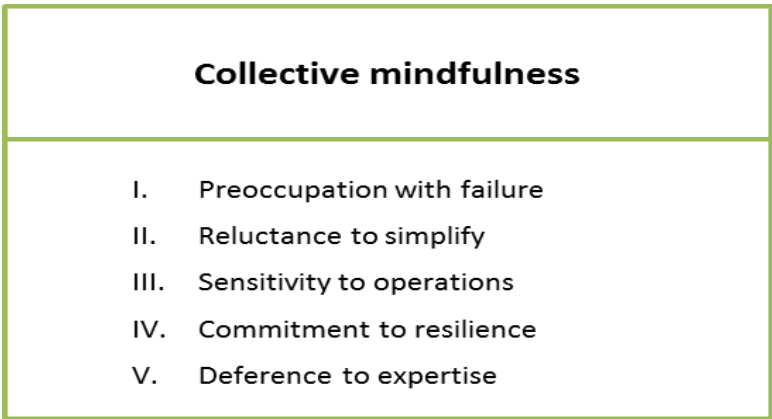 Collective mindfulness
I. Preoccupation with failure
II. Reluctance to simplify
III. Sensitivity to operations
IV. Commitment to resilience
V. Deference to expertise